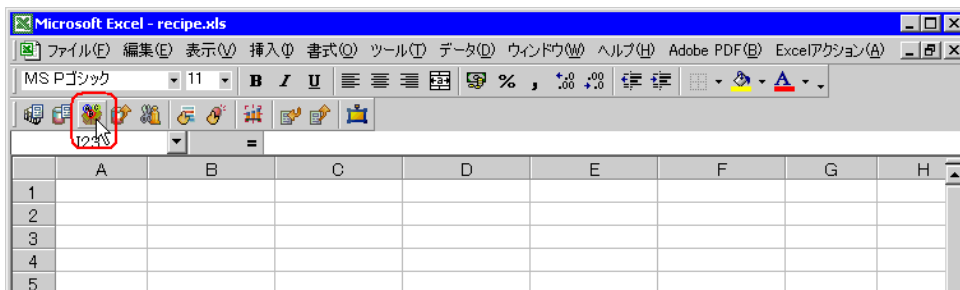 Microsoft Excel - recipe.xls
ファイル(F) 編集(E) 表示(V) 挿入(I) 書式(O) ツール(T) データ(D) ウィンドウ(W) ヘルプ(H) Adobe PDF(B) Excelアクション(A)
MS Pゴシック 11 B I U % ,
=
A B C D E F G H
1
2
3
4
5